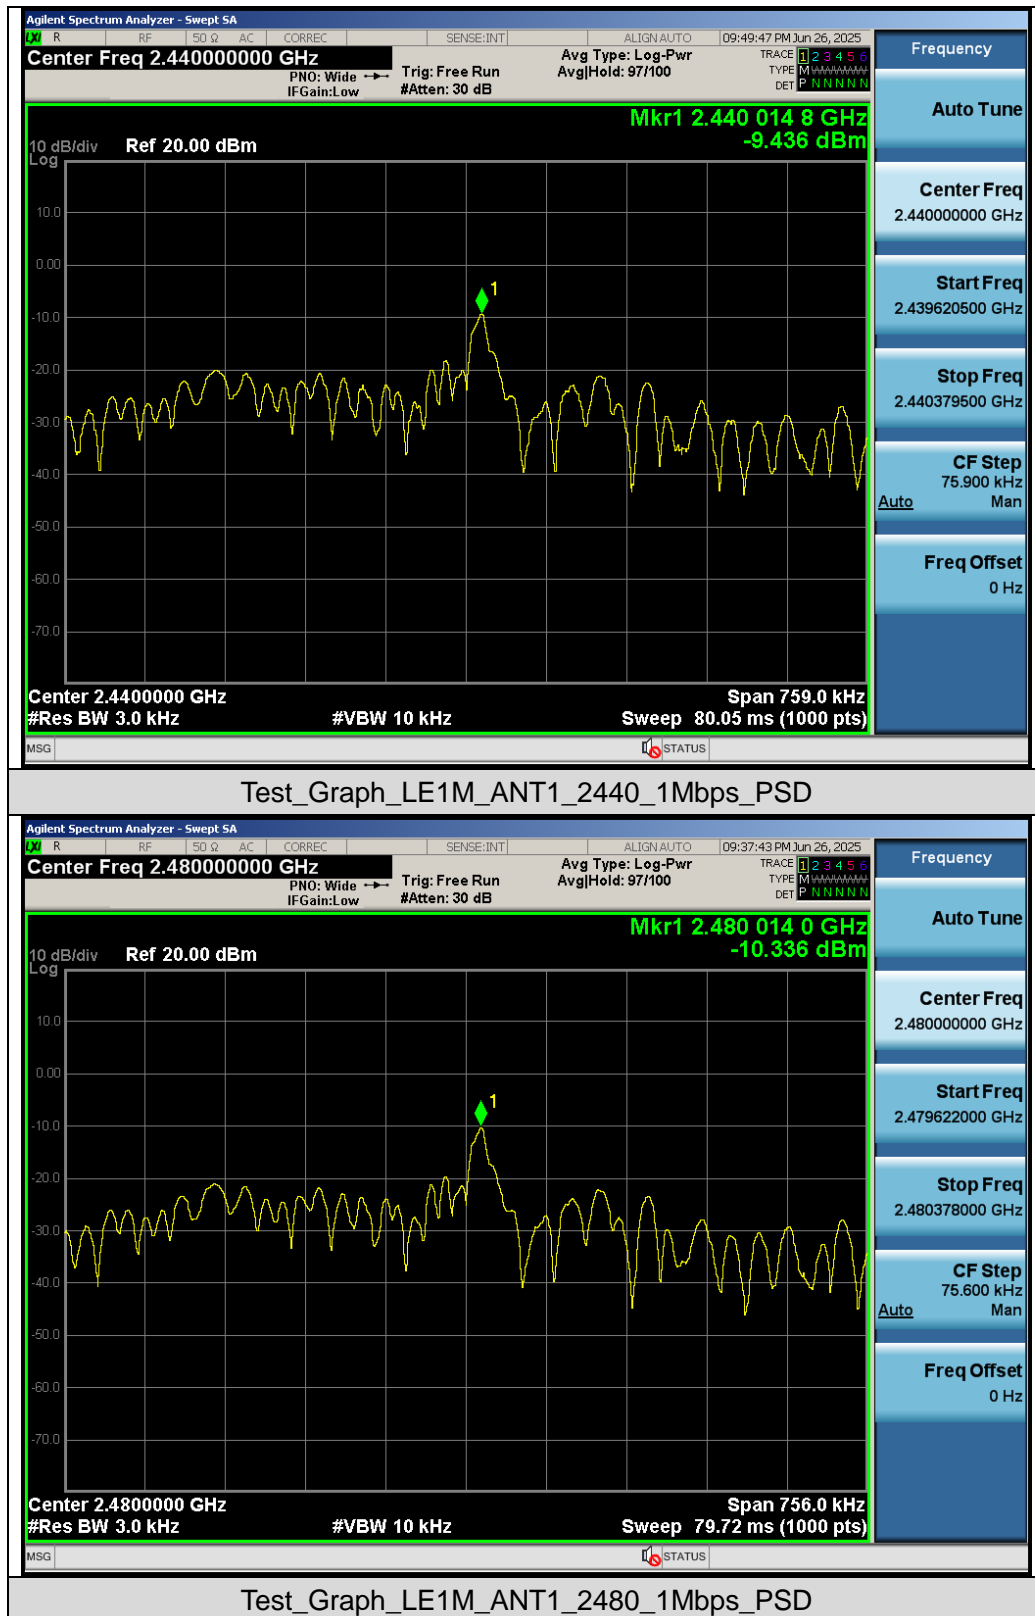 Agilent Spectrum Analyzer - Swept SA
LXI R RF 50 Ω AC CORREC SENSE:INT ALIGN AUTO 09:49:47 PM Jun 26, 2025
Center Freq 2.440000000 GHz
PNO: Wide
IFGain:Low
Trig: Free Run
#Atten: 30 dB
Avg Type: Log-Pwr
Avg|Hold: 97/100
TRACE 1 2 3 4 5 6
TYPE M W W W W W
DET P N N N N N
Frequency
Mkr1 2.440 014 8 GHz
-9.436 dBm
10 dB/div Ref 20.00 dBm
Log
10.0
0.00
-10.0
-20.0
-30.0
-40.0
-50.0
-60.0
-70.0
1
Center 2.4400000 GHz Span 759.0 kHz
#Res BW 3.0 kHz #VBW 10 kHz Sweep 80.05 ms (1000 pts)
MSG STATUS
Auto Tune
Center Freq
2.440000000 GHz
Start Freq
2.439620500 GHz
Stop Freq
2.440379500 GHz
CF Step
75.900 kHz
Auto Man
Freq Offset
0 Hz
Test_Graph_LE1M_ANT1_2440_1Mbps_PSD
Agilent Spectrum Analyzer - Swept SA
LXI R RF 50 Ω AC CORREC SENSE:INT ALIGN AUTO 09:37:43 PM Jun 26, 2025
Center Freq 2.480000000 GHz
PNO: Wide
IFGain:Low
Trig: Free Run
#Atten: 30 dB
Avg Type: Log-Pwr
Avg|Hold: 97/100
TRACE 1 2 3 4 5 6
TYPE M W W W W W
DET P N N N N N
Frequency
Mkr1 2.480 014 0 GHz
-10.336 dBm
10 dB/div Ref 20.00 dBm
Log
10.0
0.00
-10.0
-20.0
-30.0
-40.0
-50.0
-60.0
-70.0
1
Center 2.4800000 GHz Span 756.0 kHz
#Res BW 3.0 kHz #VBW 10 kHz Sweep 79.72 ms (1000 pts)
MSG STATUS
Auto Tune
Center Freq
2.480000000 GHz
Start Freq
2.479622000 GHz
Stop Freq
2.480378000 GHz
CF Step
75.600 kHz
Auto Man
Freq Offset
0 Hz
Test_Graph_LE1M_ANT1_2480_1Mbps_PSD